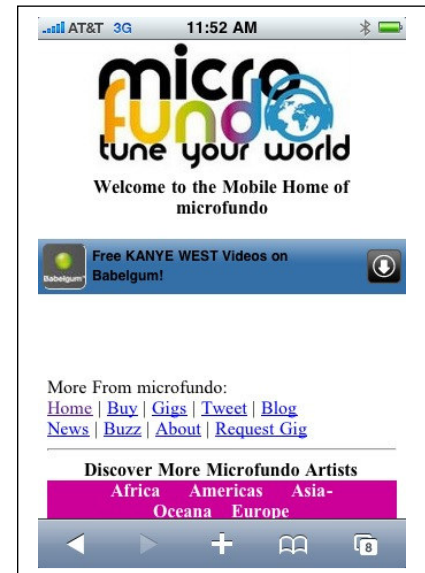 AT&T 3G 11:52 AM
micro
fundo
tune your world
Welcome to the Mobile Home of
microfundo
Free KANYE WEST Videos on
Babelgum!
Babelgum
More From microfundo:
Home | Buy | Gigs | Tweet | Blog
News | Buzz | About | Request Gig
Discover More Microfundo Artists
Africa Americas Asia-
Oceana Europe
8